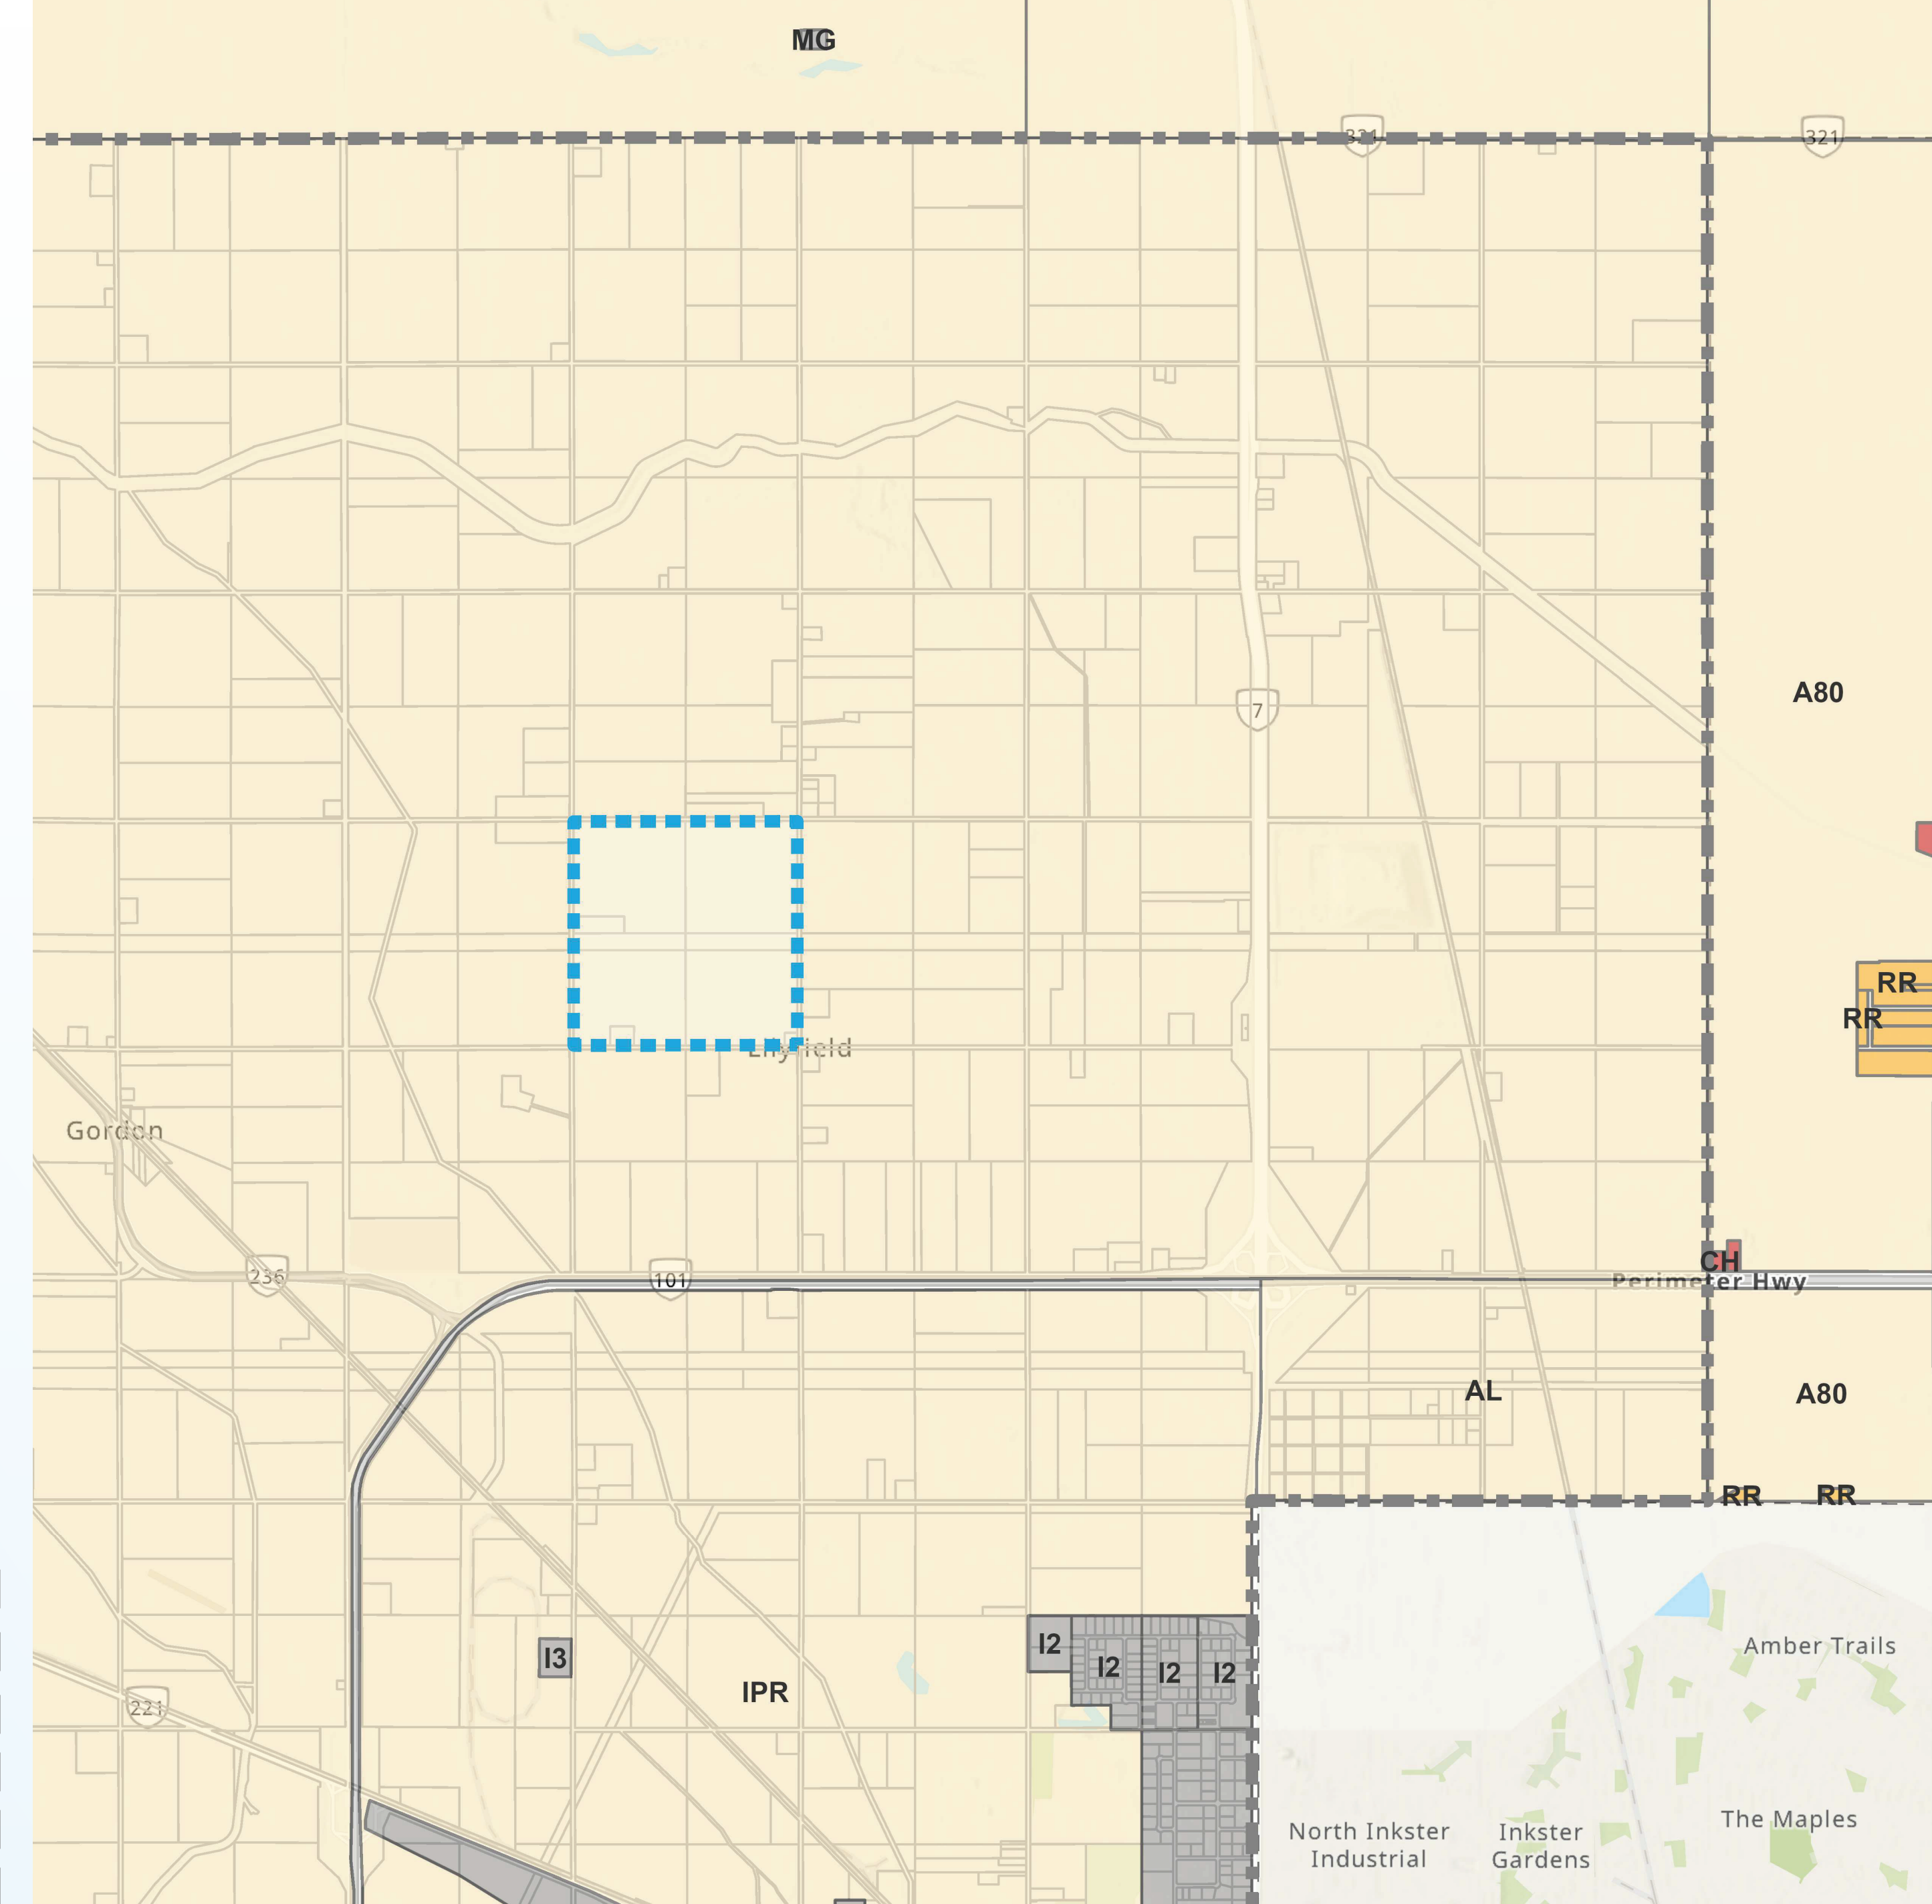 MG
321
321
A80
7
RR
RR
Lilyfield
Gordon
CH
236
101
Perimeter Hwy
AL
A80
RR
RR
I2
I2
I2
I2
I3
IPR
Amber Trails
221
The Maples
North Inkster
Industrial
Inkster
Gardens